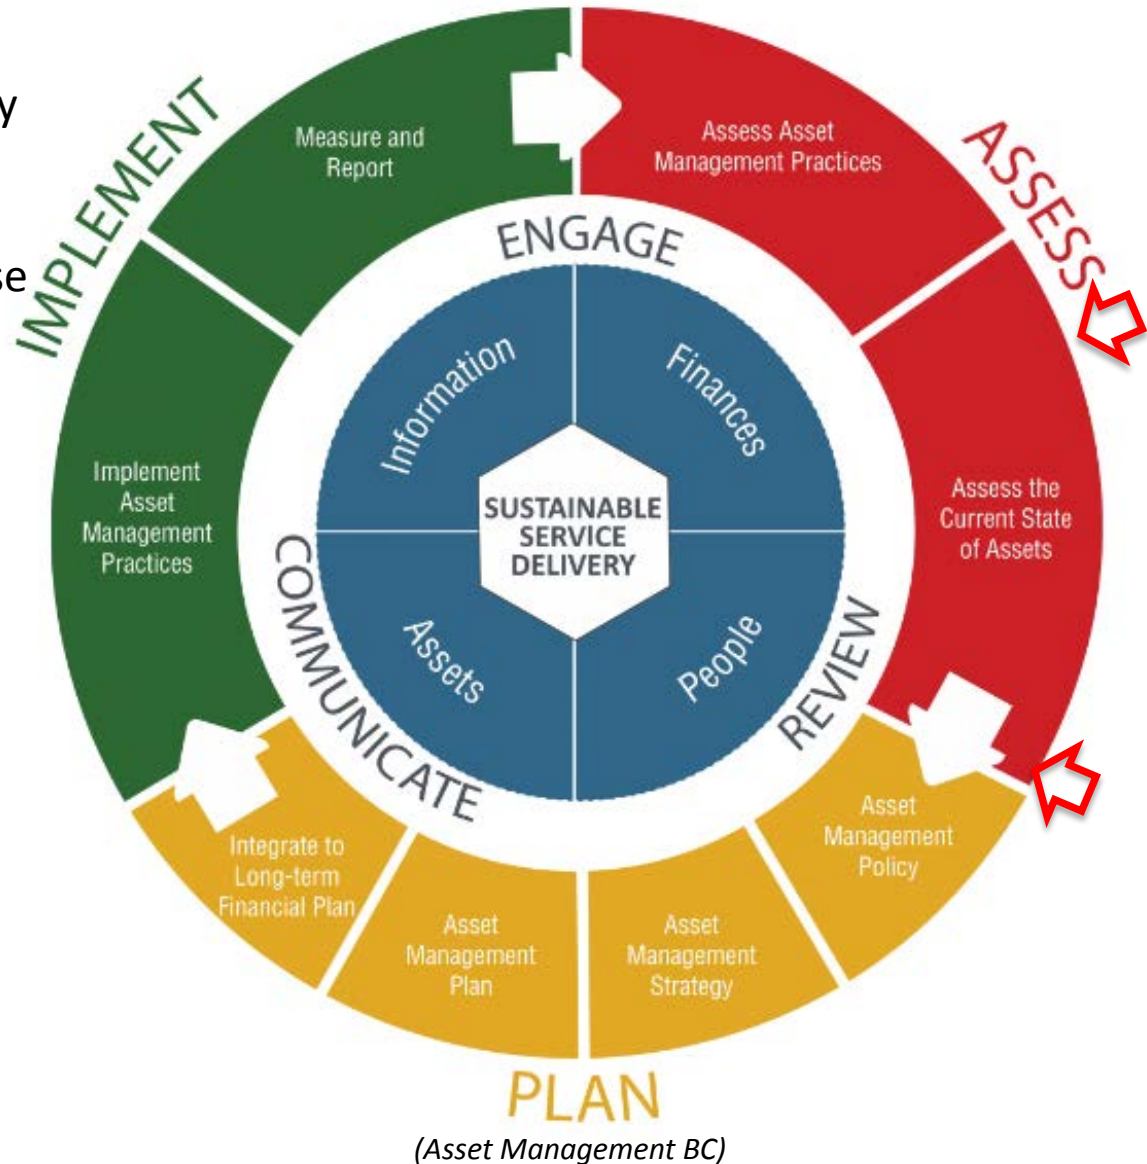 IMPLEMENT
ASSESS
Measure and
Report
Assess Asset
Management Practices
ENGAGE
Information
Finances
Implement
Asset
Management
Practices
SUSTAINABLE
SERVICE
DELIVERY
Assess the
Current State
of Assets
COMMUNICATE
Assets
People
REVIEW
Integrate to
Long-term
Financial Plan
Asset
Management
Plan
Asset
Management
Strategy
Asset
Management
Policy
PLAN
(Asset Management BC)